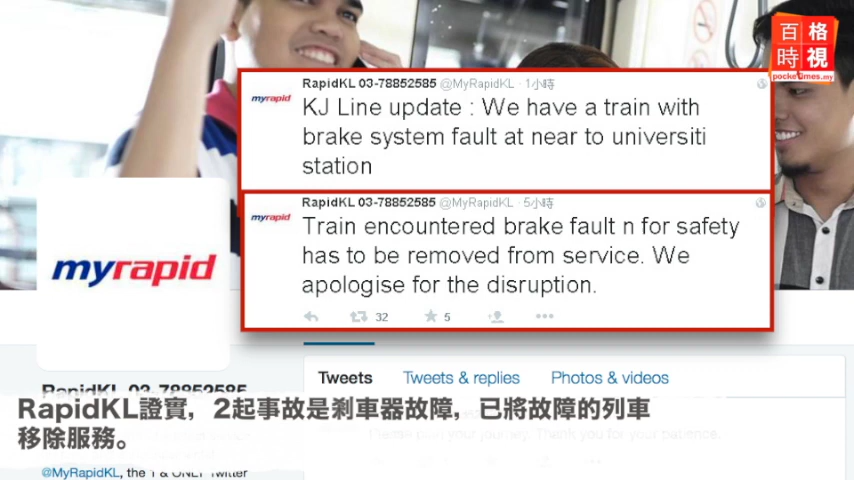 百格
時視
pocketimes.my
RapidKL 03-78852585 @MyRapidKL · 1小時
myrapid
KJ Line update : We have a train with
brake system fault at near to universiti
station
RapidKL 03-78852585 @MyRapidKL · 5小時
myrapid
Train encountered brake fault n for safety
has to be removed from service. We
apologise for the disruption.
32
5
myrapid
Tweets
Tweets & replies
Photos & videos
RapidKL 03-78852585
RapidKL證實，2起事故是剎車器故障，已將故障的列車
移除服務。
your journey. Thank you for your patience.
@MyRapidKL, the 1 & ONLY Twitter